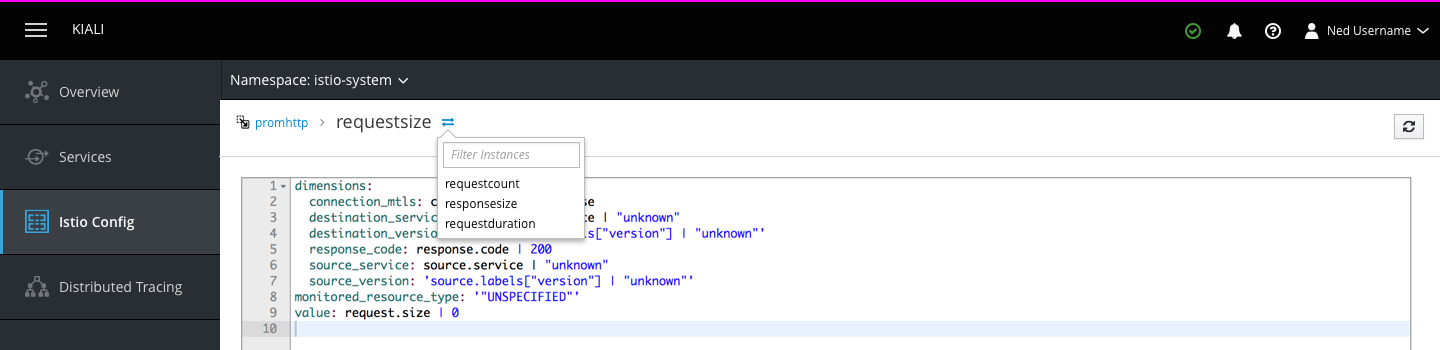 KIALI
Ned Username
Overview
Services
Istio Config
Distributed Tracing
Namespace: istio-system
promhttp > requestsize
Filter Instances
requestcount
responsesize
requestduration
1 dimensions:
2 connection_mtls: c se
3 destination_servic ce | "unknown"
4 destination_versio ls["version"] | "unknown"'
5 response_code: response.code | 200
6 source_service: source.service | "unknown"
7 source_version: 'source.labels["version"] | "unknown"'
8 monitored_resource_type: '"UNSPECIFIED"'
9 value: request.size | 0
10